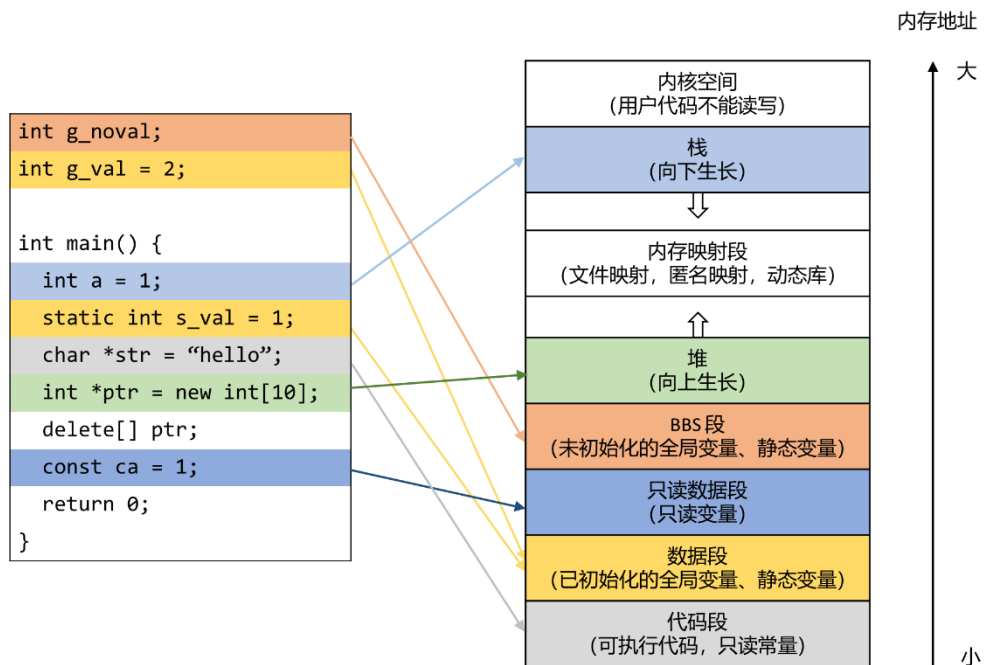 内存地址
大
int g_noval;
int g_val = 2;
int main() {
int a = 1;
static int s_val = 1;
char *str = “hello”;
int *ptr = new int[10];
delete[] ptr;
const ca = 1;
return 0;
}
内核空间
(用户代码不能读写)
栈
(向下生长)
内存映射段
(文件映射，匿名映射，动态库)
堆
(向上生长)
BBS 段
(未初始化的全局变量、静态变量)
只读数据段
(只读变量)
数据段
(已初始化的全局变量、静态变量)
代码段
(可执行代码，只读常量)
小